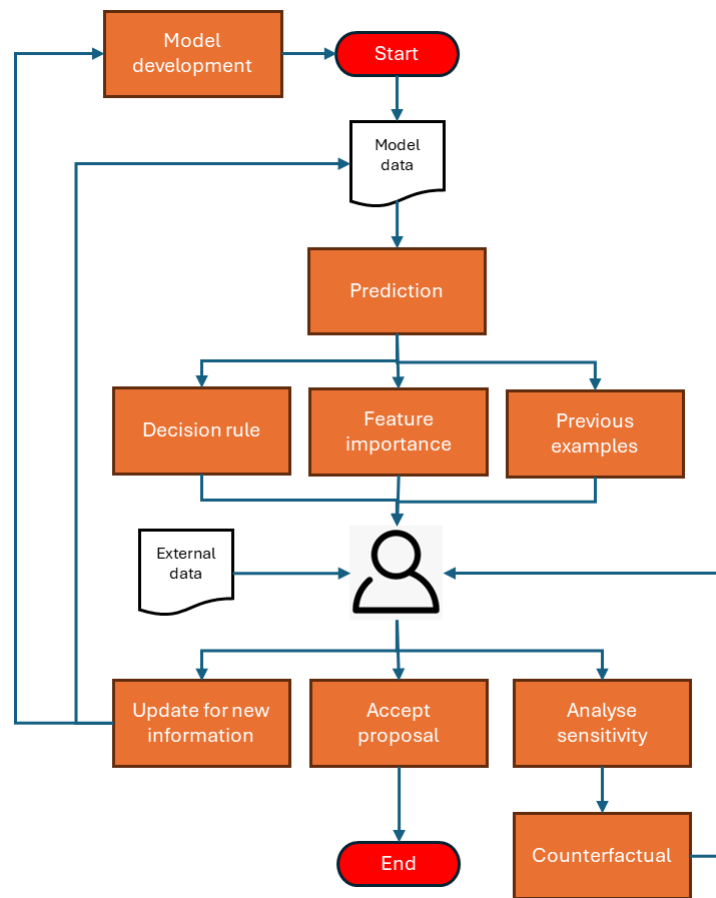 Model
development
Start
Model
data
Prediction
Decision rule
Feature
importance
Previous
examples
External
data
Update for new
information
Accept
proposal
Analyse
sensitivity
End
Counterfactual